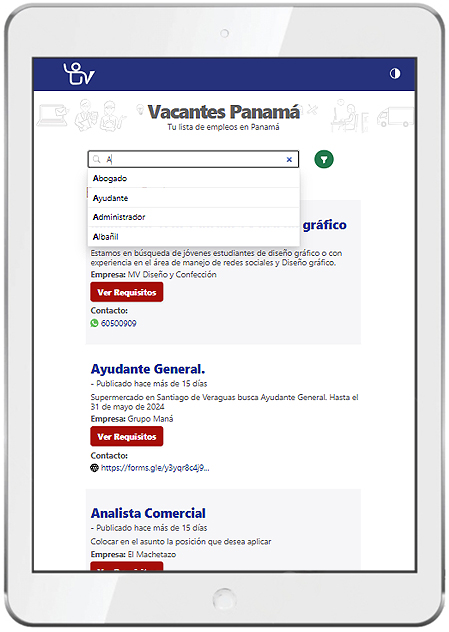 V
Vacantes Panamá
Tu lista de empleos en Panamá
A
Abogado
Ayudante
Administrador
Albañil
gráfico
Estamos en búsqueda de jóvenes estudiantes de diseño gráfico o con
experiencia en el área de manejo de redes sociales y Diseño gráfico.
Empresa: MV Diseño y Confección
Ver Requisitos
Contacto:
60500909
Ayudante General.
- Publicado hace más de 15 días
Supermercado en Santiago de Veraguas busca Ayudante General. Hasta el
31 de mayo de 2024
Empresa: Grupo Maná
Ver Requisitos
Contacto:
https://forms.gle/y3yqr8c4j9...
Analista Comercial
- Publicado hace más de 15 días
Colocar en el asunto la posición que desea aplicar
Empresa: El Machetazo
Ver Requisitos